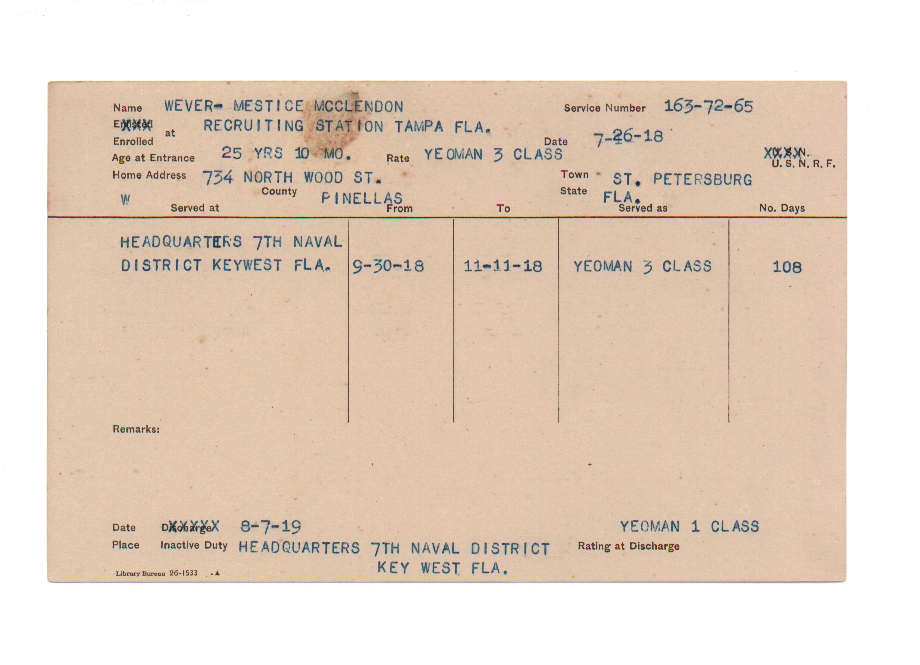 Name WEVER- MESTICE MCCLENDON Service Number 163-72-65
Enlisted at RECRUITING STATION TAMPA FLA.
Enrolled Date 7-26-18
Age at Entrance 25 YRS 10 MO. Rate YEOMAN 3 CLASS U.S.N.
U. S. N. R. F.
Home Address 734 NORTH WOOD ST. Town ST. PETERSBURG
W County PINELLAS State FLA.
Served at From To Served as No. Days
HEADQUARTERS 7TH NAVAL
DISTRICT KEYWEST FLA. 9-30-18 11-11-18 YEOMAN 3 CLASS 108
Remarks:
Date Discharge 8-7-19 YEOMAN 1 CLASS
Place Inactive Duty HEADQUARTERS 7TH NAVAL DISTRICT Rating at Discharge
KEY WEST FLA.
Library Bureau 26-1533